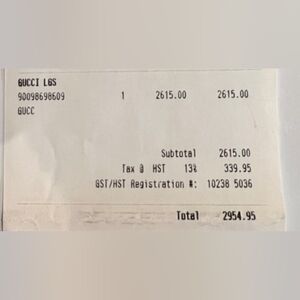 GUCCI LGS
90098698609 1 2615.00 2615.00
GUCC
Subtotal 2615.00
Tax @ HST 13% 339.95
GST/HST Registration #: 10238 5036
Total 2954.95